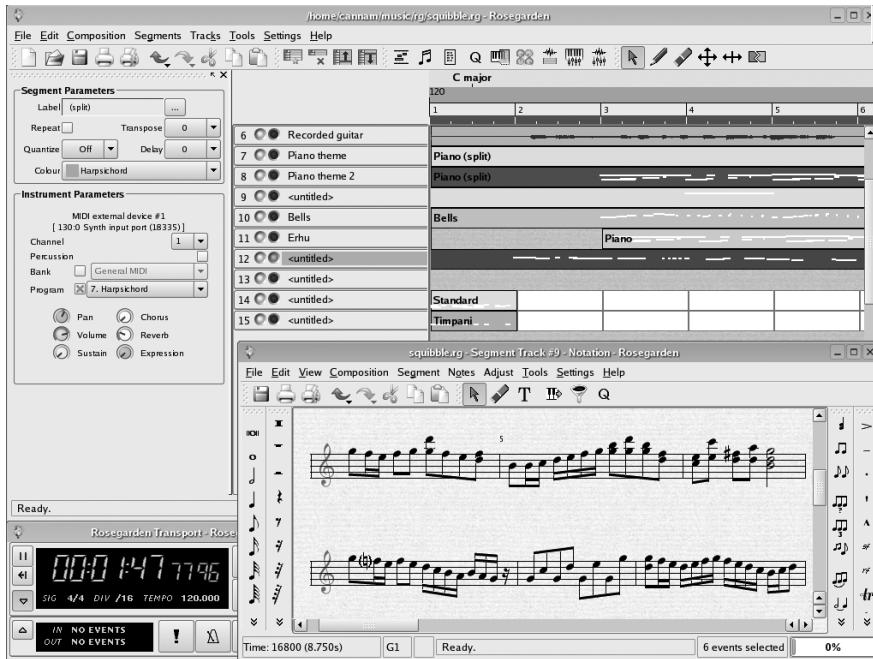 /home/cannam/music/rg/squibble.rg - Rosegarden
File Edit Composition Segments Tracks Tools Settings Help
C major
120
1 2 3 4 5 6
Segment Parameters
Label (split) ...
Repeat Transpose 0
Quantize Off Delay 0
Colour Harpsichord
Instrument Parameters
MIDI external device #1
[ 130:0 Synth input port (18335) ]
Channel 1
Percussion
Bank General MIDI
Program 7. Harpsichord
Pan Chorus
Volume Reverb
Sustain Expression
Ready.
6 Recorded guitar
7 Piano theme Piano (split)
8 Piano theme 2 Piano (split)
9 <untitled>
10 Bells Bells
11 Erhu Piano
12 <untitled>
13 <untitled>
14 <untitled> Standard
15 <untitled> Timpani
Rosegarden Transport - Rose
00:01:47 7796
SIG 4/4 DIV /16 TEMPO 120.000
IN NO EVENTS
OUT NO EVENTS
squibble.rg - Segment Track #9 - Notation - Rosegarden
File Edit View Composition Segment Notes Adjust Tools Settings Help
T Q
5
Time: 16800 (8.750s) G1 Ready. 6 events selected 0%